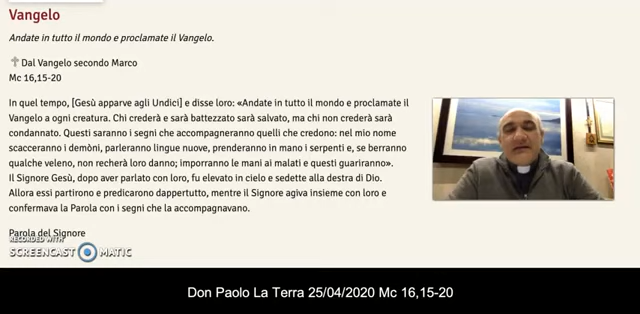 Vangelo
Andate in tutto il mondo e proclamate il Vangelo.
Dal Vangelo secondo Marco
Mc 16,15-20
In quel tempo, [Gesù apparve agli Undici] e disse loro: «Andate in tutto il mondo e proclamate il
Vangelo a ogni creatura. Chi crederà e sarà battezzato sarà salvato, ma chi non crederà sarà
condannato. Questi saranno i segni che accompagneranno quelli che credono: nel mio nome
scacceranno i demòni, parleranno lingue nuove, prenderanno in mano i serpenti e, se berranno
qualche veleno, non recherà loro danno; imporranno le mani ai malati e questi guariranno».
Il Signore Gesù, dopo aver parlato con loro, fu elevato in cielo e sedette alla destra di Dio.
Allora essi partirono e predicarono dappertutto, mentre il Signore agiva insieme con loro e
confermava la Parola con i segni che la accompagnavano.
Parola del Signore
RECORDED WITH
SCREENCAST MATIC
Don Paolo La Terra 25/04/2020 Mc 16,15-20